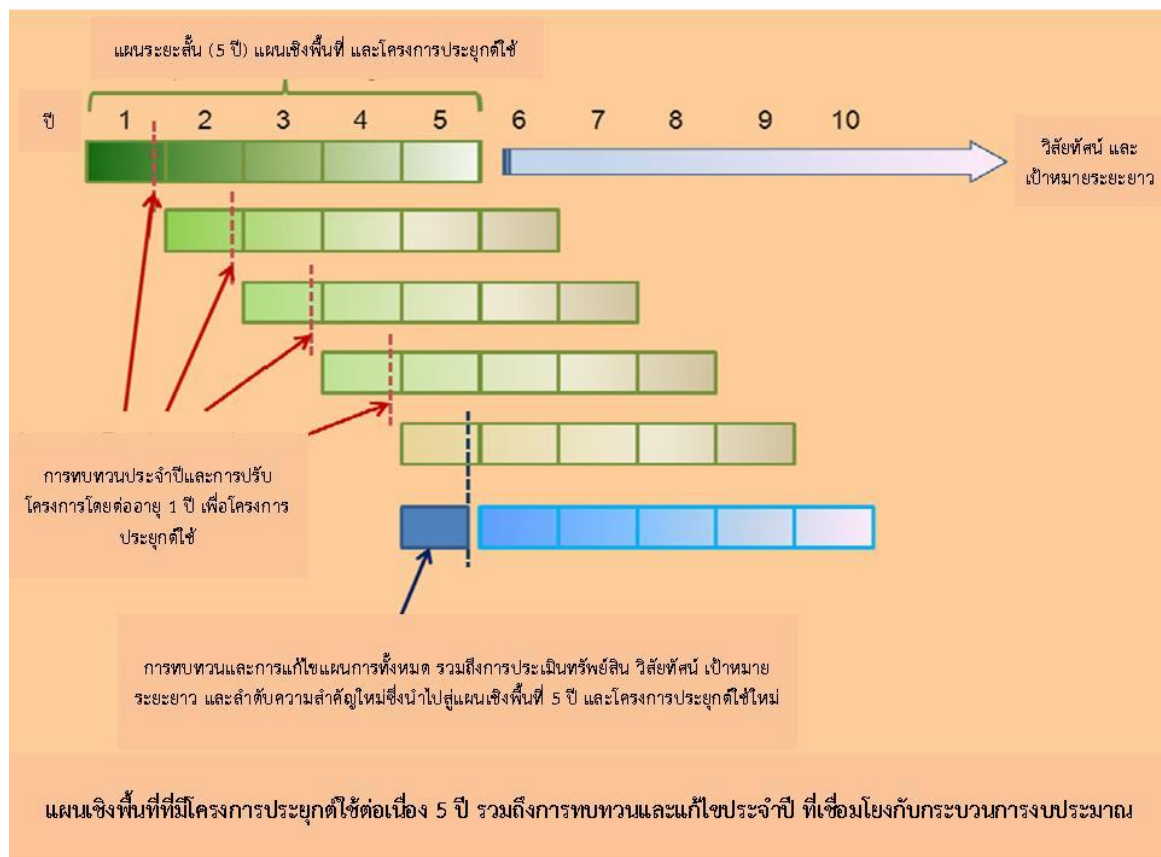 แผนระยะสั้น (5 ปี) แผนเชิงพื้นที่ และโครงการประยุกต์ใช้
ปี 1 2 3 4 5 6 7 8 9 10
วิสัยทัศน์ และ
เป้าหมายระยะยาว
การทบทวนประจำปีและการปรับ
โครงการโดยต่ออายุ 1 ปี เพื่อโครงการ
ประยุกต์ใช้
การทบทวนและการแก้ไขแผนการทั้งหมด รวมถึงการประเมินทรัพย์สิน วิสัยทัศน์ เป้าหมาย
ระยะยาว และลำดับความสำคัญใหม่ซึ่งนำไปสู่แผนเชิงพื้นที่ 5 ปี และโครงการประยุกต์ใช้ใหม่
แผนเชิงพื้นที่ที่มีโครงการประยุกต์ใช้ต่อเนื่อง 5 ปี รวมถึงการทบทวนและแก้ไขประจำปี ที่เชื่อมโยงกับกระบวนการงบประมาณ